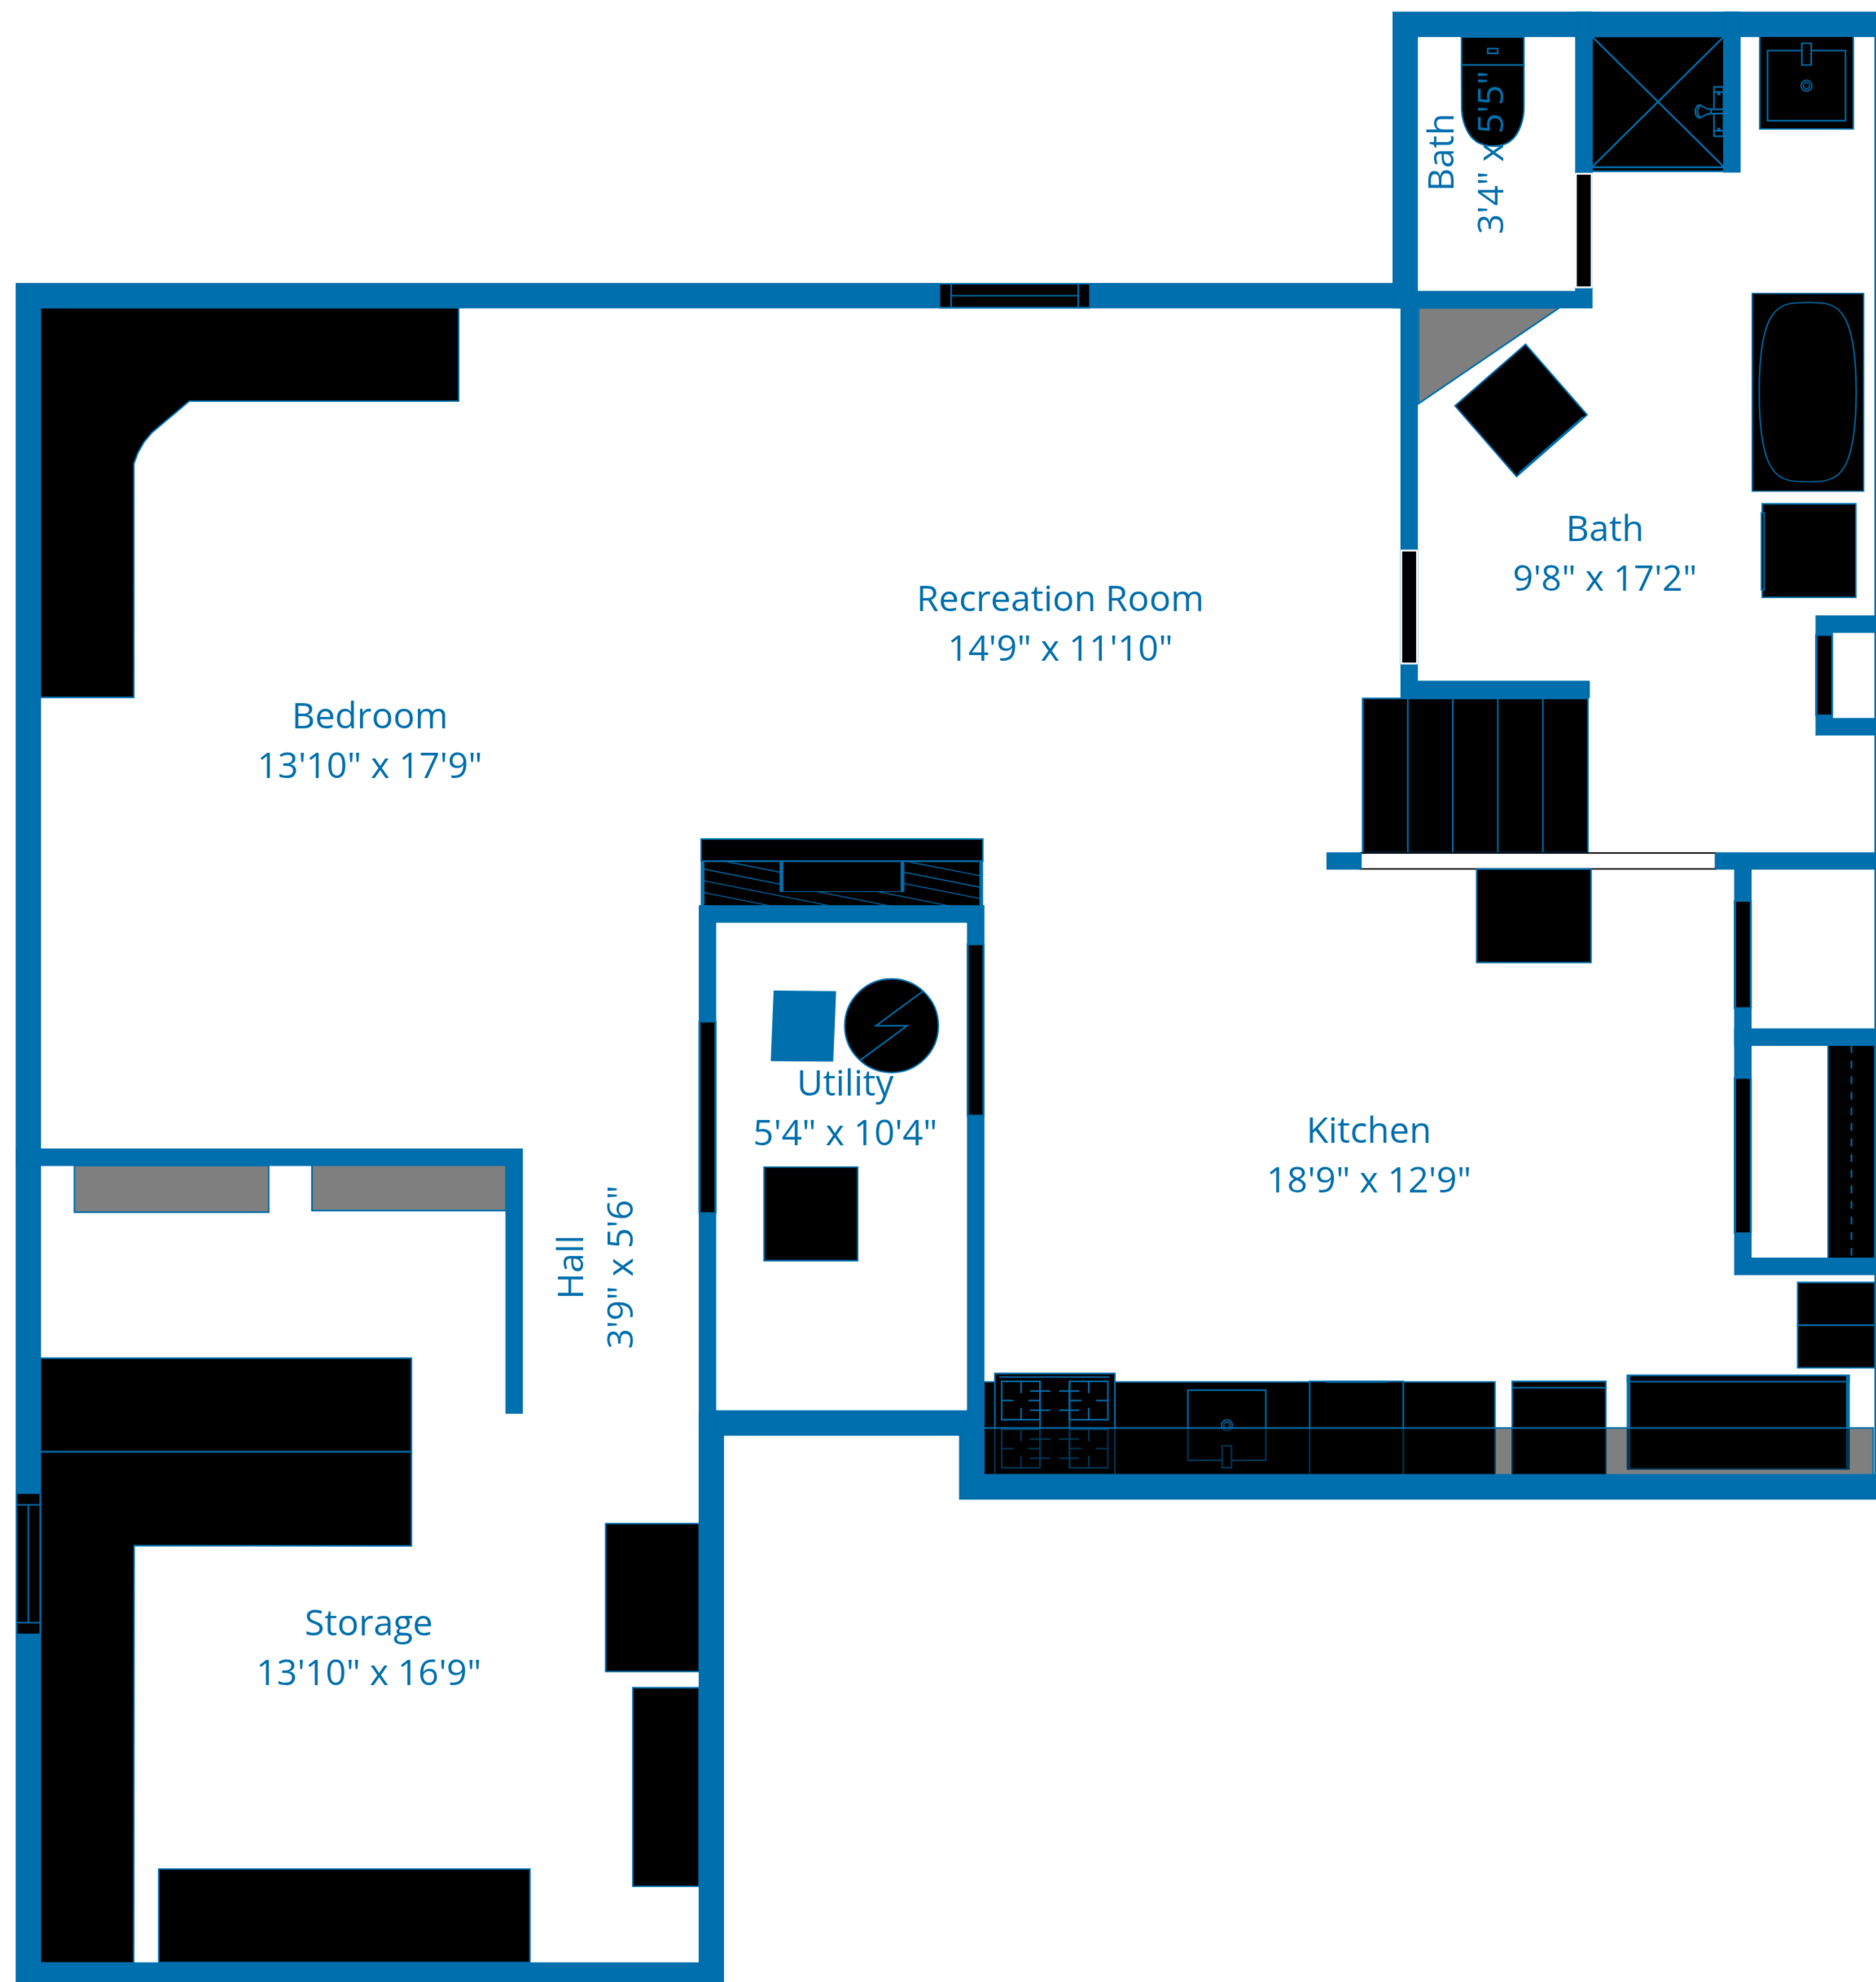 Bath
3'4" x 5'5"
Bath
9'8" x 17'2"
Recreation Room
14'9" x 11'10"
Bedroom
13'10" x 17'9"
Utility
5'4" x 10'4"
Kitchen
18'9" x 12'9"
Hall
3'9" x 5'6"
Storage
13'10" x 16'9"